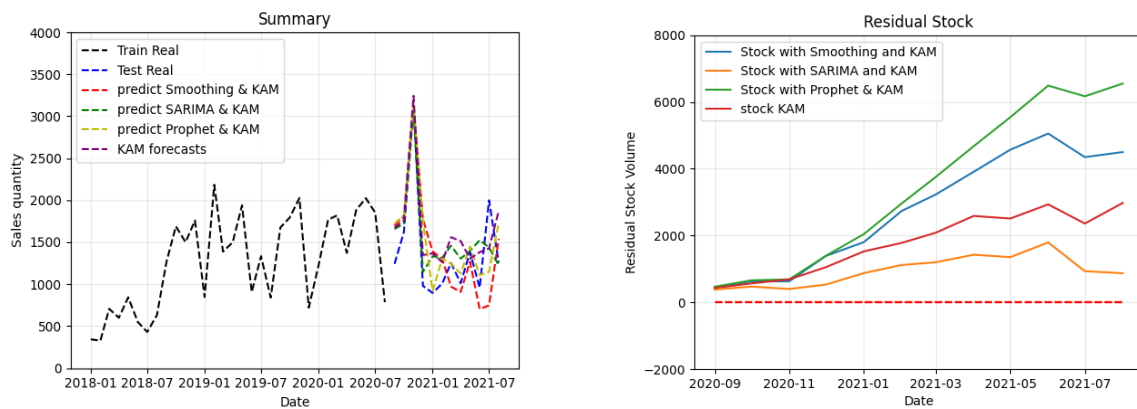 Summary
Sales quantity
4000
3500
3000
2500
2000
1500
1000
500
0
Train Real
Test Real
predict Smoothing & KAM
predict SARIMA & KAM
predict Prophet & KAM
KAM forecasts
2018-01 2018-07 2019-01 2019-07 2020-01 2020-07 2021-01 2021-07
Date
Residual Stock
Residual Stock Volume
8000
6000
4000
2000
0
−2000
Stock with Smoothing and KAM
Stock with SARIMA and KAM
Stock with Prophet & KAM
stock KAM
2020-09 2020-11 2021-01 2021-03 2021-05 2021-07
Date